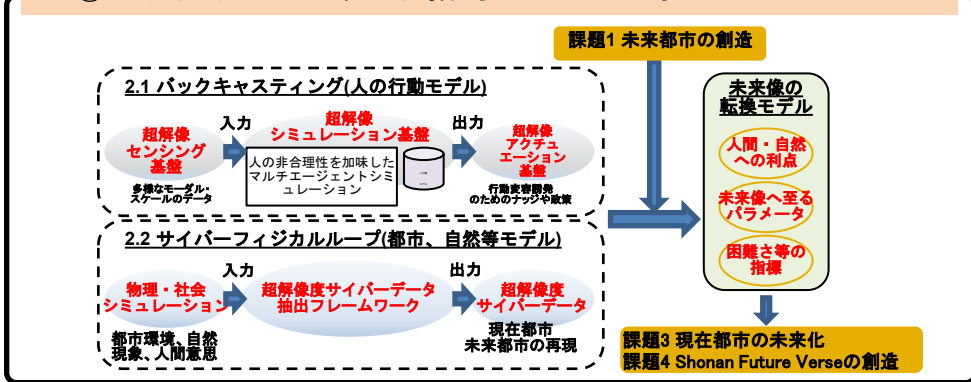 課題1 未来都市の創造
2.1 バックキャスティング(人の行動モデル)
超解像
センシング
基盤
多様なモーダル・
スケールのデータ
入力
超解像
シミュレーション基盤
人の非合理性を加味した
マルチエージェントシミ
ュレーション
出力
超解像
アクチュ
エーション
基盤
行動変容誘発
のためのナッジや政策
2.2 サイバーフィジカルループ(都市、自然等モデル)
物理・社会
シミュレーション
都市環境、自然
現象、人間意思
入力
超解像度サイバーデータ
抽出フレームワーク
出力
超解像度
サイバーデータ
現在都市
未来都市の再現
未来像の
転換モデル
人間・自然
への利点
未来像へ至る
パラメータ
困難さ等の
指標
課題3 現在都市の未来化
課題4 Shonan Future Verseの創造